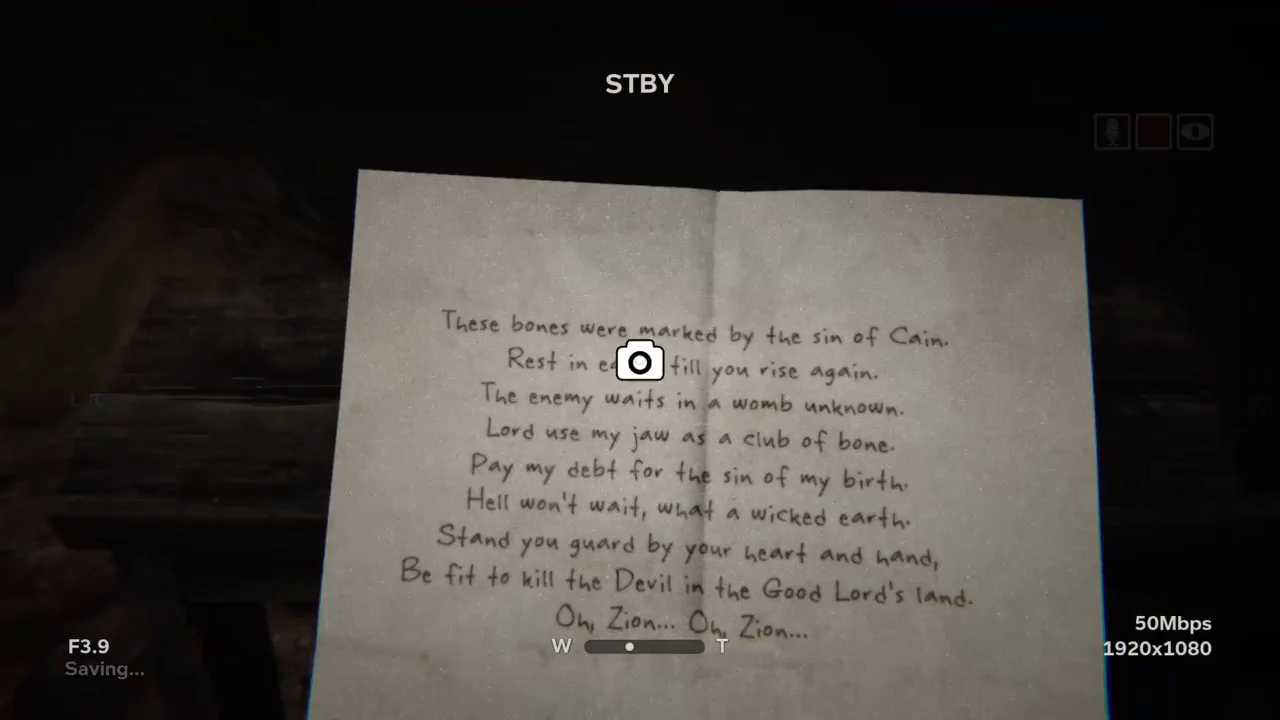 STBY
These bones were marked by the sin of Cain.
Rest in till you rise again.
The enemy waits in a womb unknown.
Lord use my jaw as a club of bone.
Pay my debt for the sin of my birth.
Hell won't wait, what a wicked earth.
Stand you guard by your heart and hand,
Be fit to kill the Devil in the Good Lord's land.
Oh, Zion... Oh, Zion...
F3.9
Saving...
W T
50Mbps
1920x1080